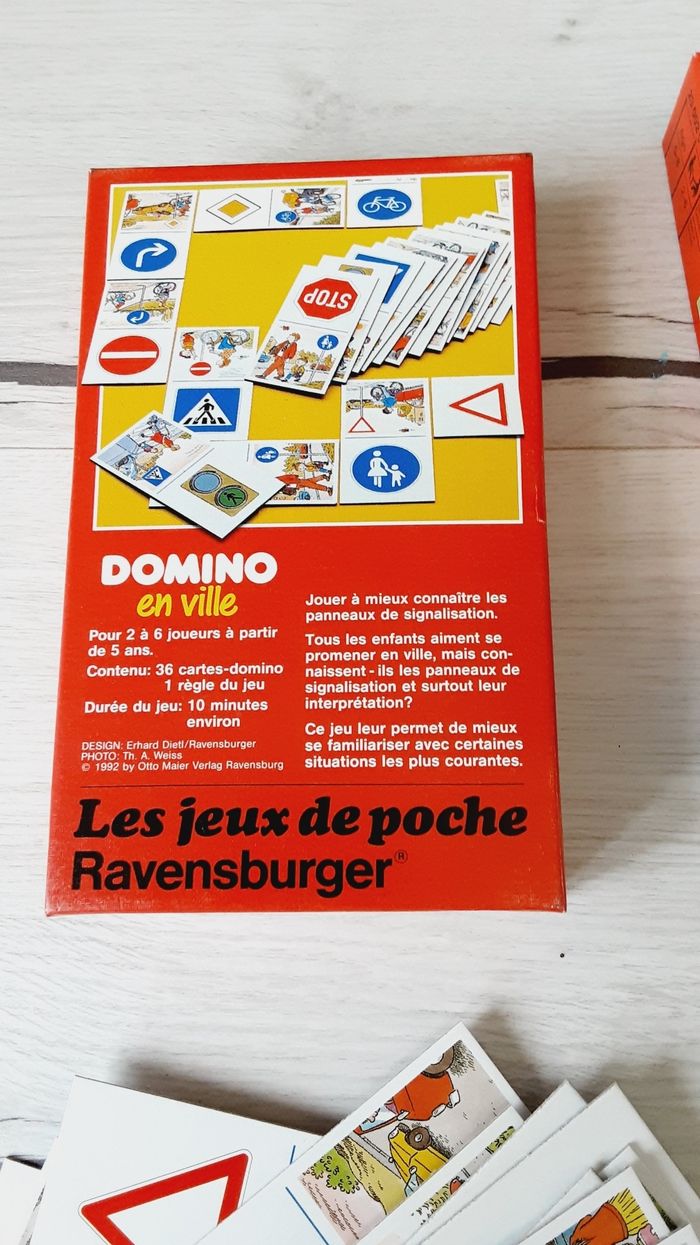 STOP
DOMINO
en ville
Pour 2 à 6 joueurs à partir
de 5 ans.
Contenu: 36 cartes-domino
1 règle du jeu
Durée du jeu: 10 minutes
environ
DESIGN: Erhard Dietl/Ravensburger
PHOTO: Th. A. Weiss
© 1992 by Otto Maier Verlag Ravensburg
Jouer à mieux connaître les
panneaux de signalisation.
Tous les enfants aiment se
promener en ville, mais con-
naissent-ils les panneaux de
signalisation et surtout leur
interprétation?
Ce jeu leur permet de mieux
se familiariser avec certaines
situations les plus courantes.
Les jeux de poche
Ravensburger®